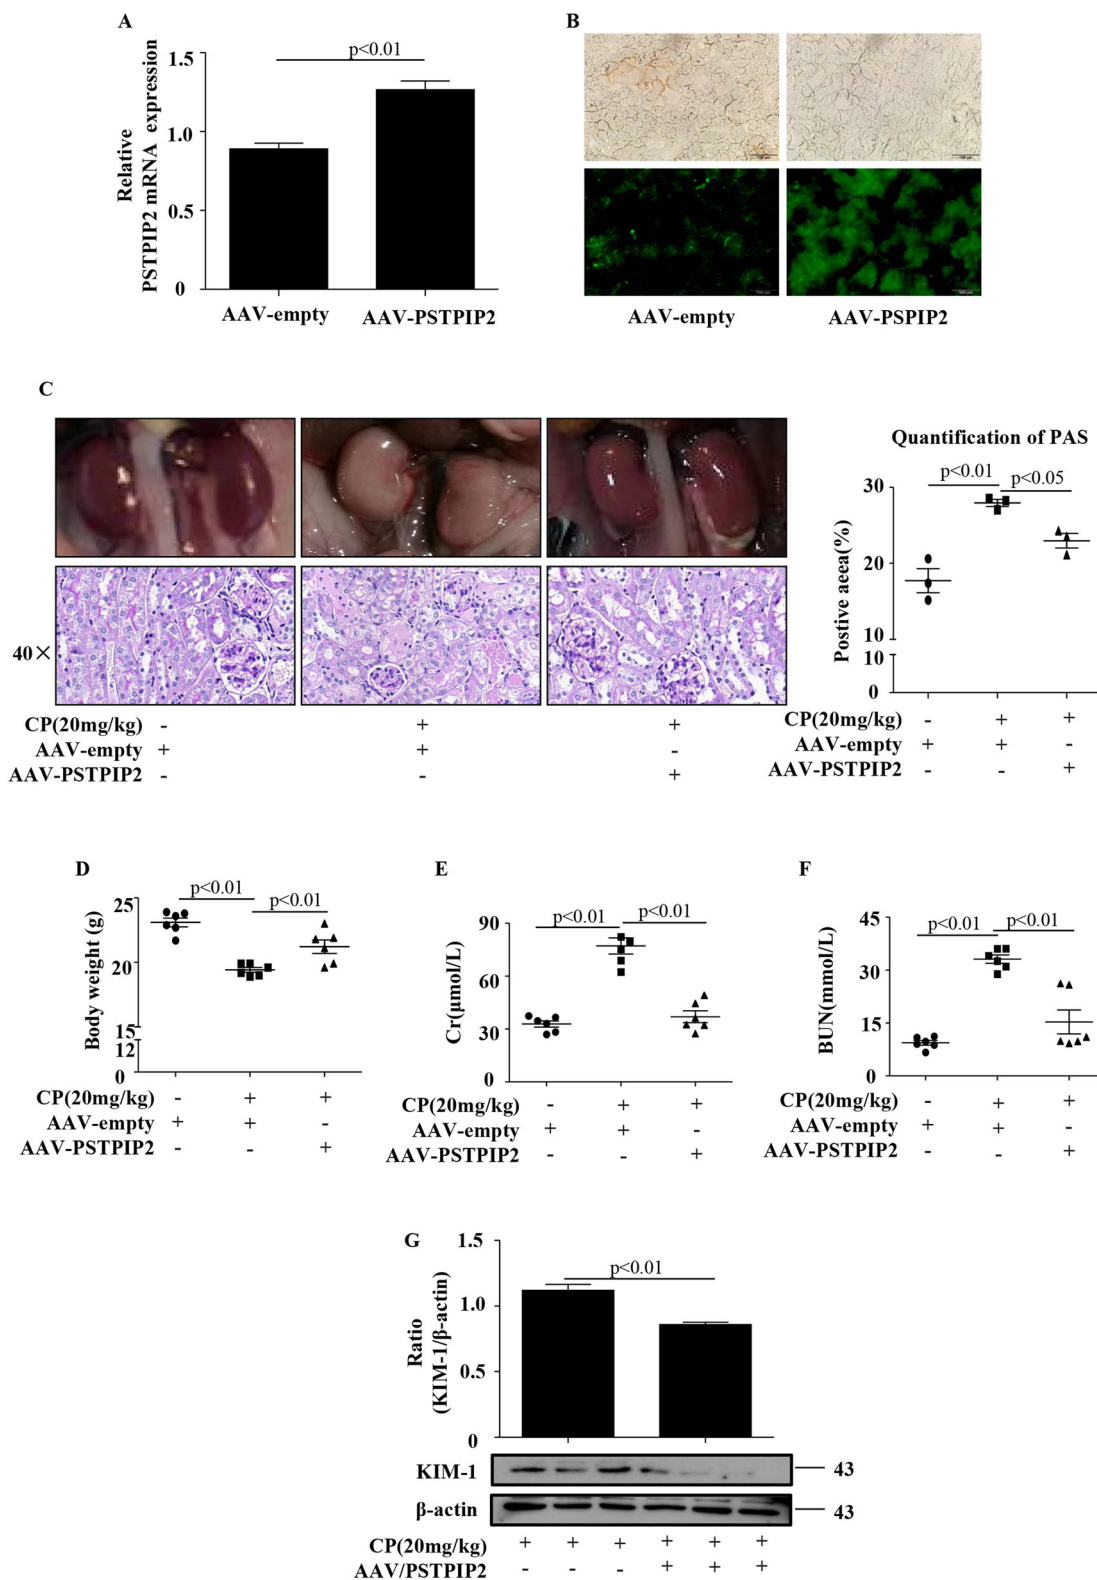 A
p<0.01
1.5
1.0
0.5
0
Relative
PSTPIP2 mRNA expression
AAV-empty
AAV-PSTPIP2
B
AAV-empty
AAV-PSPIP2
C
40×
CP(20mg/kg) - + +
AAV-empty + + -
AAV-PSTPIP2 - - +
Quantification of PAS
p<0.01
p<0.05
30
20
10
10
0
Postive aeea(%)
CP(20mg/kg) - + +
AAV-empty + + -
AAV-PSTPIP2 - - +
D
p<0.01
p<0.01
25
20
15
12
0
Body weight (g)
CP(20mg/kg) - + +
AAV-empty + + -
AAV-PSTPIP2 - - +
E
p<0.01
p<0.01
90
60
30
0
Cr(μmol/L)
CP(20mg/kg) - + +
AAV-empty + + -
AAV-PSTPIP2 - - +
F
p<0.01
p<0.01
45
30
15
0
BUN(mmol/L)
CP(20mg/kg) - + +
AAV-empty + + -
AAV-PSTPIP2 - - +
G
p<0.01
1.5
1.0
0.5
0
Ratio
(KIM-1/β-actin)
KIM-1 43
β-actin 43
CP(20mg/kg) + + + + + +
AAV/PSTPIP2 - - - + + +